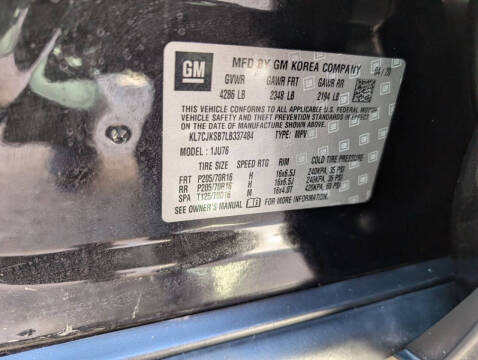 GM
MFD BY GM KOREA COMPANY 04/20
GVWR GAWR FRT GAWR RR
4286 LB 2348 LB 2194 LB
THIS VEHICLE CONFORMS TO ALL APPLICABLE U.S. FEDERAL MOTOR
VEHICLE SAFETY AND THEFT PREVENTION STANDARDS IN EFFECT
ON THE DATE OF MANUFACTURE SHOWN ABOVE.
KL7CJKSB7LB337484 TYPE: MPV
MODEL: 1JU76
TIRE SIZE SPEED RTG RIM COLD TIRE PRESSURE
FRT P205/70R16 H 16x6.5J 240KPA, 35 PSI
RR P205/70R16 H 16x6.5J 240KPA, 35 PSI
SPA T125/70D16 M 16x4.0T 420KPA, 60 PSI
SEE OWNER'S MANUAL FOR MORE INFORMATION.